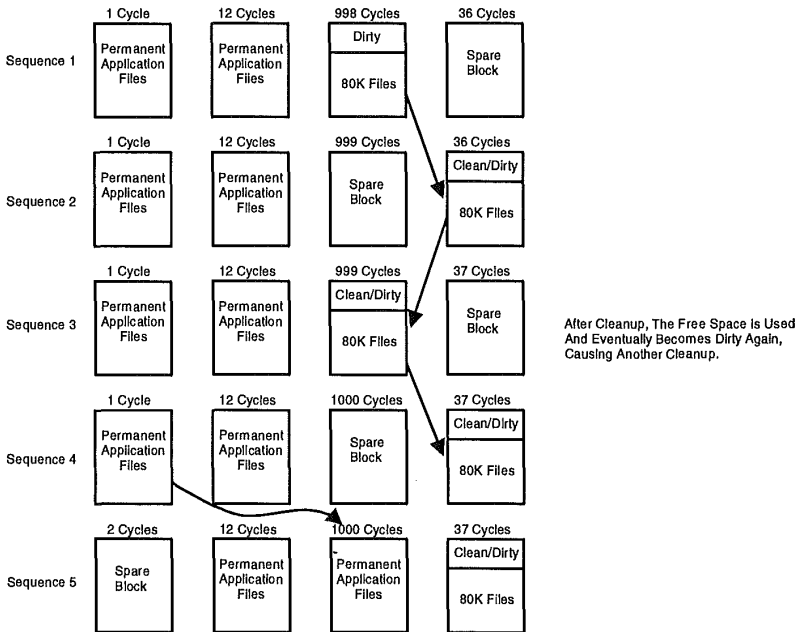 1 Cycle
12 Cycles
998 Cycles
36 Cycles
Sequence 1
Permanent
Application
Files
Permanent
Application
Files
Dirty
80K Files
Spare
Block
1 Cycle
12 Cycles
999 Cycles
36 Cycles
Sequence 2
Permanent
Application
Files
Permanent
Application
Files
Spare
Block
Clean/Dirty
80K Files
1 Cycle
12 Cycles
999 Cycles
37 Cycles
Sequence 3
Permanent
Application
Files
Permanent
Application
Files
Clean/Dirty
80K Files
Spare
Block
After Cleanup, The Free Space is Used
And Eventually Becomes Dirty Again,
Causing Another Cleanup.
1 Cycle
12 Cycles
1000 Cycles
37 Cycles
Sequence 4
Permanent
Application
Files
Permanent
Application
Files
Spare
Block
Clean/Dirty
80K Files
2 Cycles
12 Cycles
1000 Cycles
37 Cycles
Sequence 5
Spare
Block
Permanent
Application
Files
Permanent
Application
Files
Clean/Dirty
80K Files